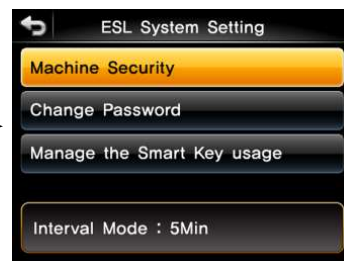 ESL System Setting
Machine Security
Change Password
Manage the Smart Key usage
Interval Mode : 5Min